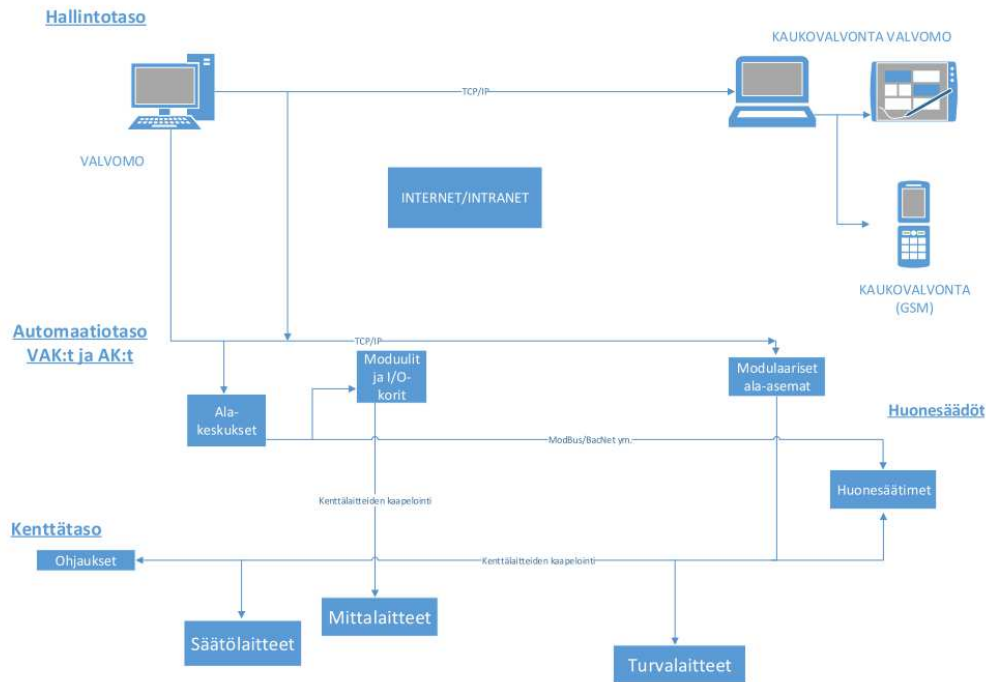 Hallintotaso
KAUKOVALVONTA VALVOMO
TCP/IP
VALVOMO
INTERNET/INTRANET
KAUKOVALVONTA
(GSM)
Automaatiotaso
VAK:t ja AK:t
TCP/IP
Moduulit
ja I/O-
korit
Modulaariset
ala-asemat
Ala-
keskukset
Huonesäädöt
ModBus/BacNet ym.
Huonesäätimet
Kenttälaitteiden kaapelointi
Kenttätaso
Ohjaukset
Kenttälaitteiden kaapelointi
Mittalaitteet
Säätölaitteet
Turvalaitteet